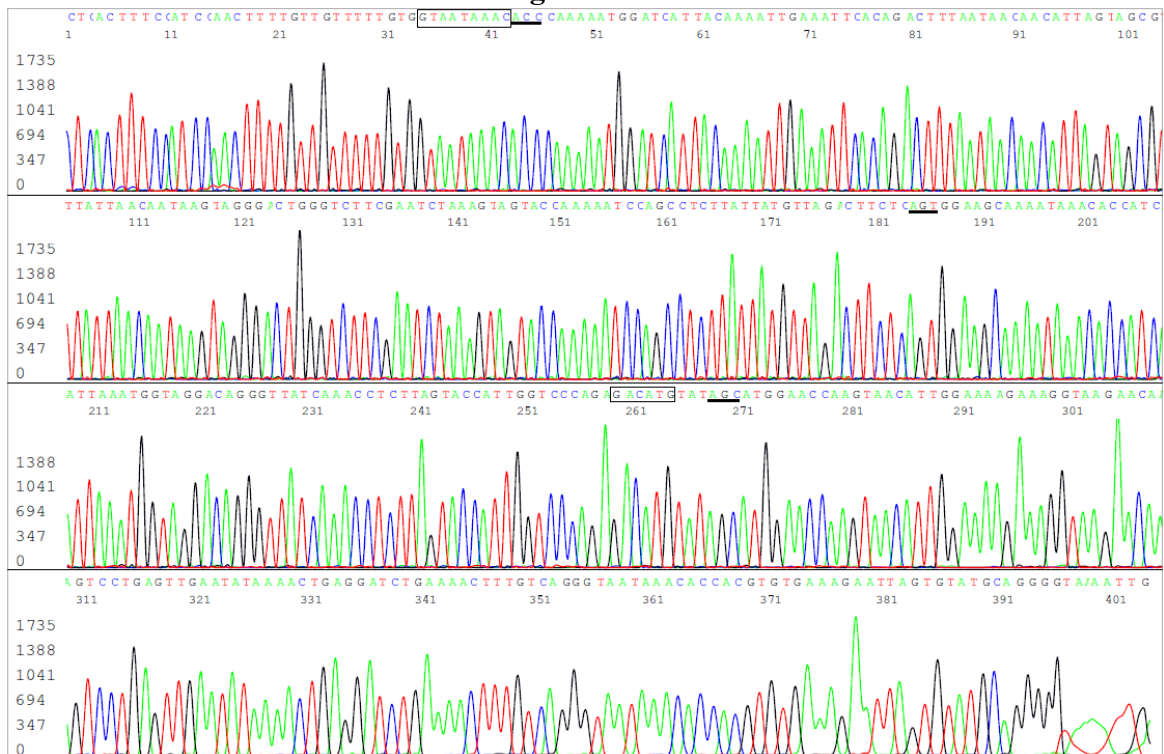 g
CTCACTTTCCATCCAACTTTTGTTGTTTTTGTGGTAATAAACACCCAAAAATGGATCATTACAAAATTGAAATTCACAGACTTTAATAACAACATTAGTAGCGT
1 11 21 31 41 51 61 71 81 91 101
1735
1388
1041
694
347
0
TTATTAACAATAAGTAGGGACTGGGTCTTCGAATCTAAAGTAGTACCAAAAATCCAGCCTCTTATTATGTTAGACTTCTCAGTGGAAGCAAAATAAACACCATC
111 121 131 141 151 161 171 181 191 201
1735
1388
1041
694
347
0
ATTAAATGGTAGGACAGGGTTATCAAACCTCTTAGTACCATTGGTCCCAGAGACATGTATAGCATGGAACCAAGTAACATTGGAAAAGAAAGGTAAGAACAA
211 221 231 241 251 261 271 281 291 301
1388
1041
694
347
0
AGTCCTGAGTTGAATATAAAACTGAGGATCTGAAAACTTTGTCAGGGTAATAAACACCACGTGTGAAAGAATTAGTGTATGCAGGGGTAAAATTG
311 321 331 341 351 361 371 381 391 401
1735
1388
1041
694
347
0